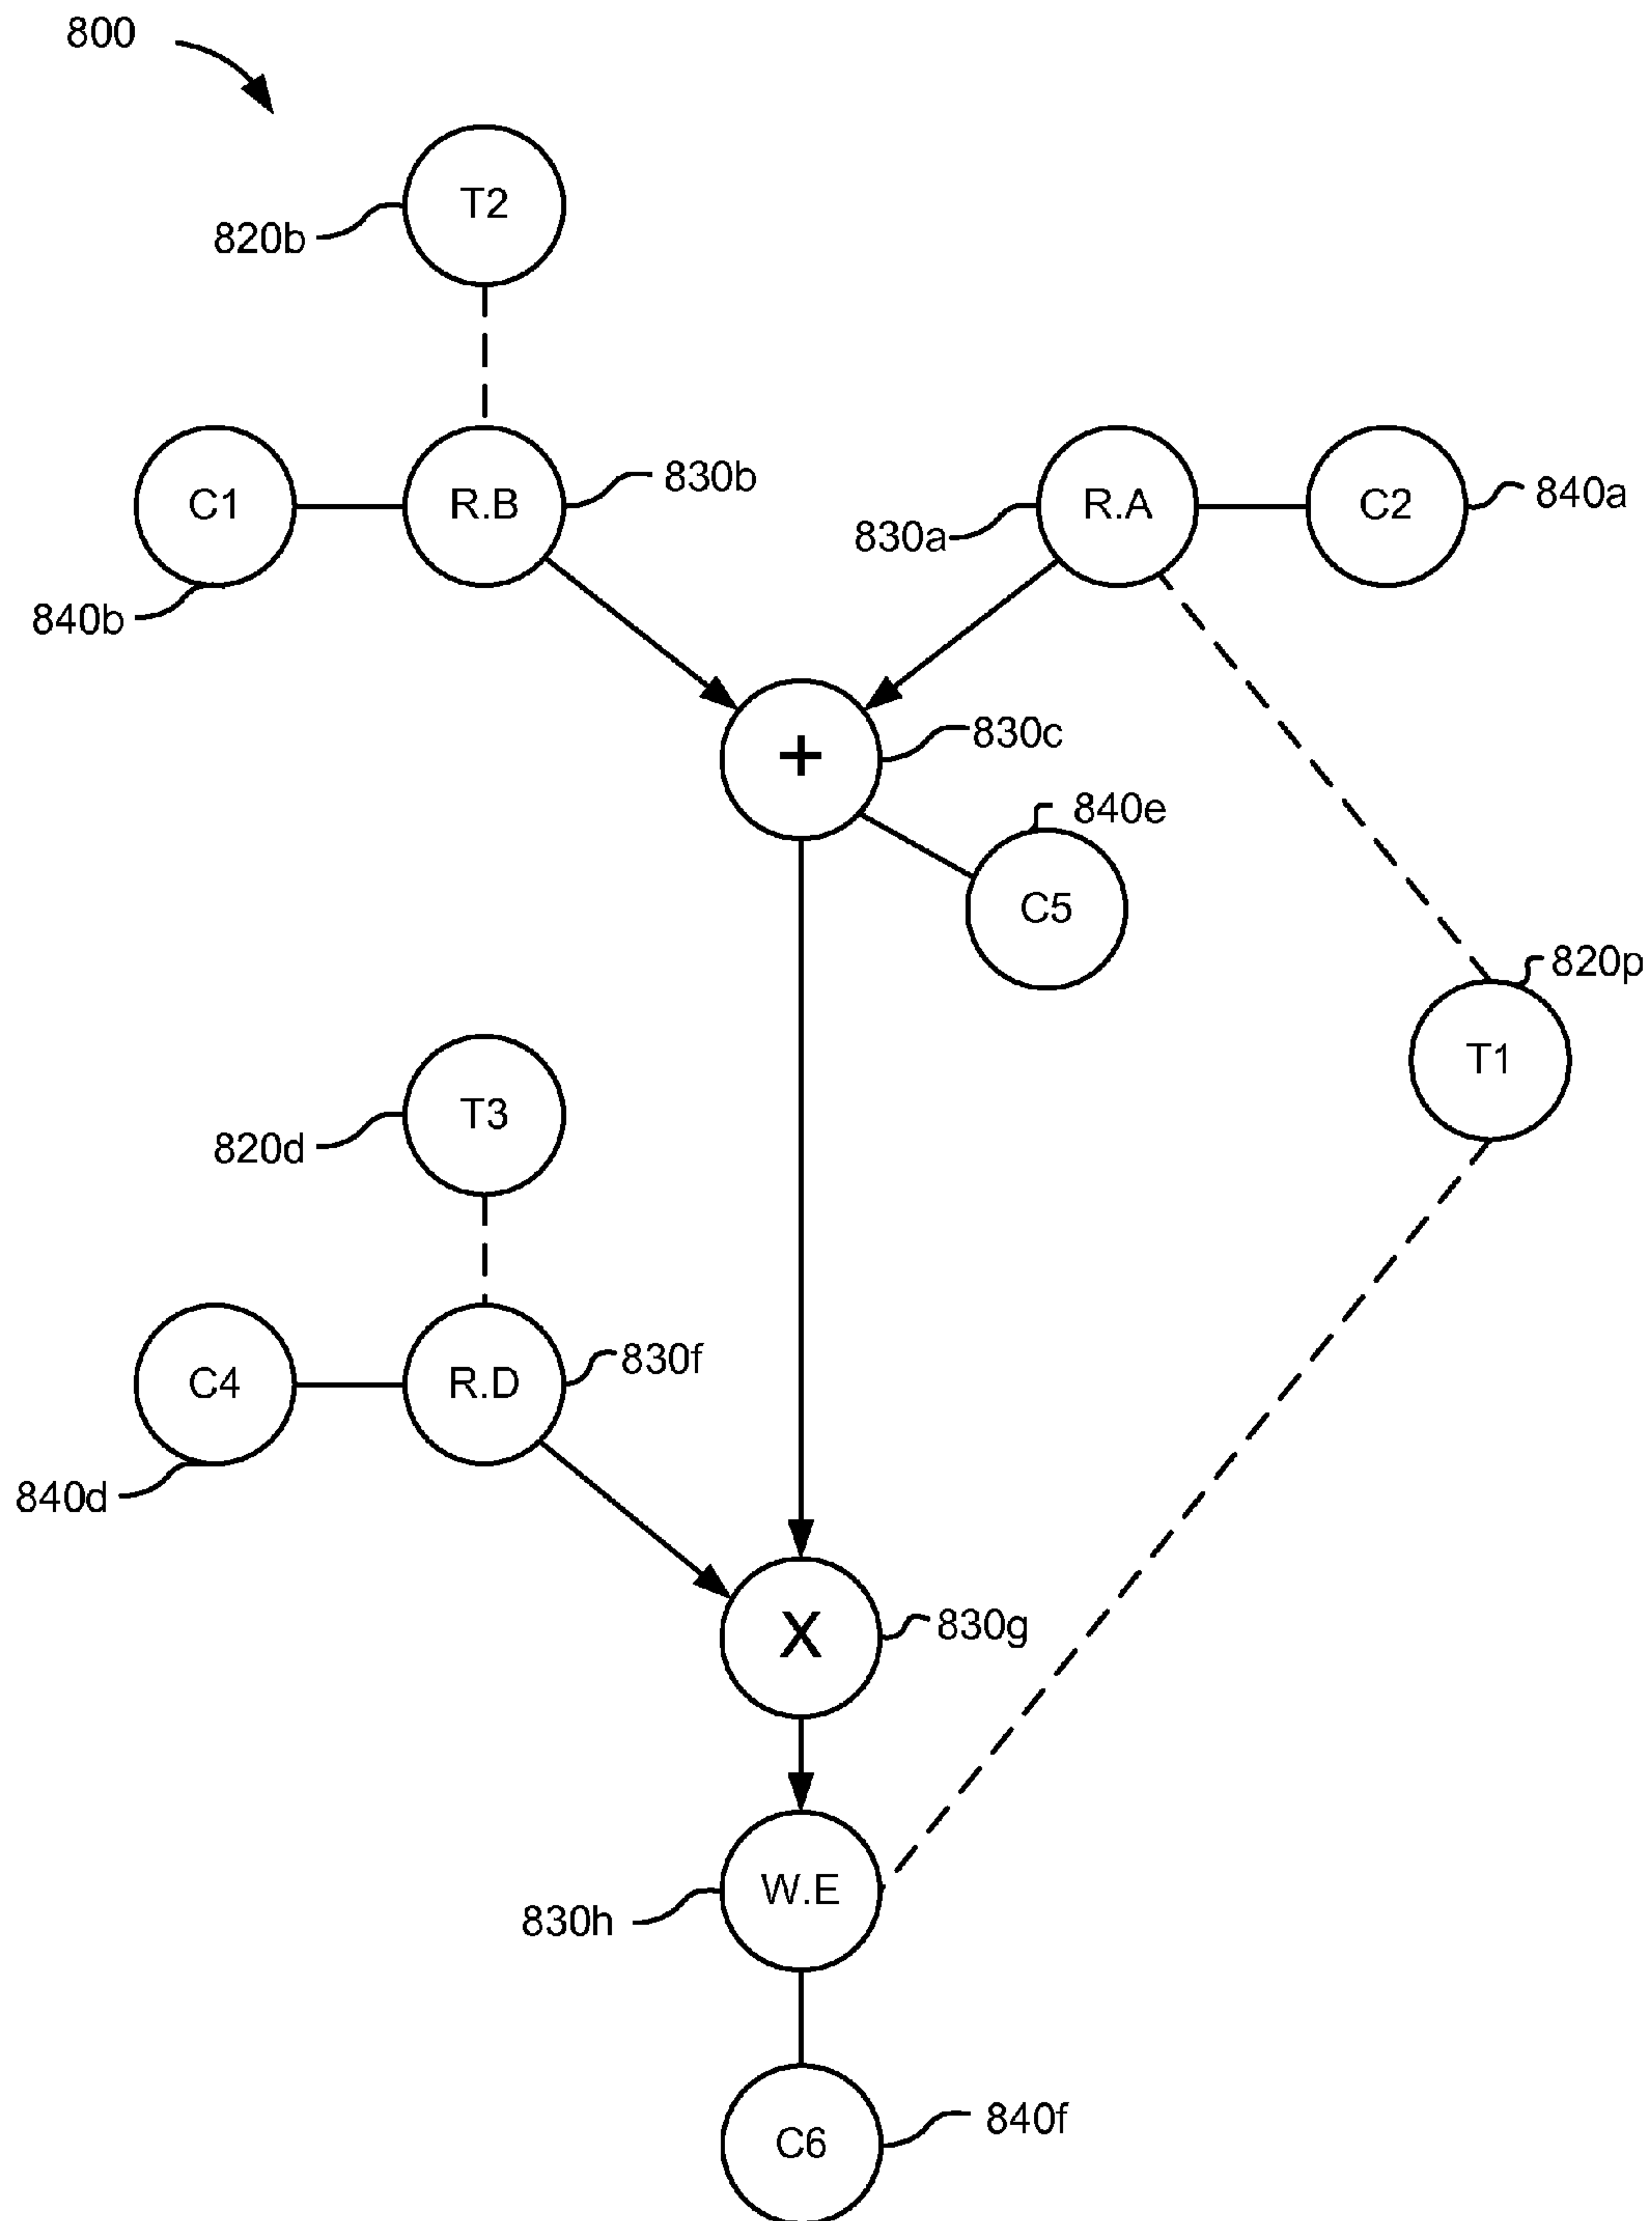 800
T2
820b
830b
C1
R.B
R.A
C2
840a
830a
840b
+
830c
840e
C5
820p
T1
T3
820d
830f
C4
R.D
840d
X
830g
W.E
830h
C6
840f